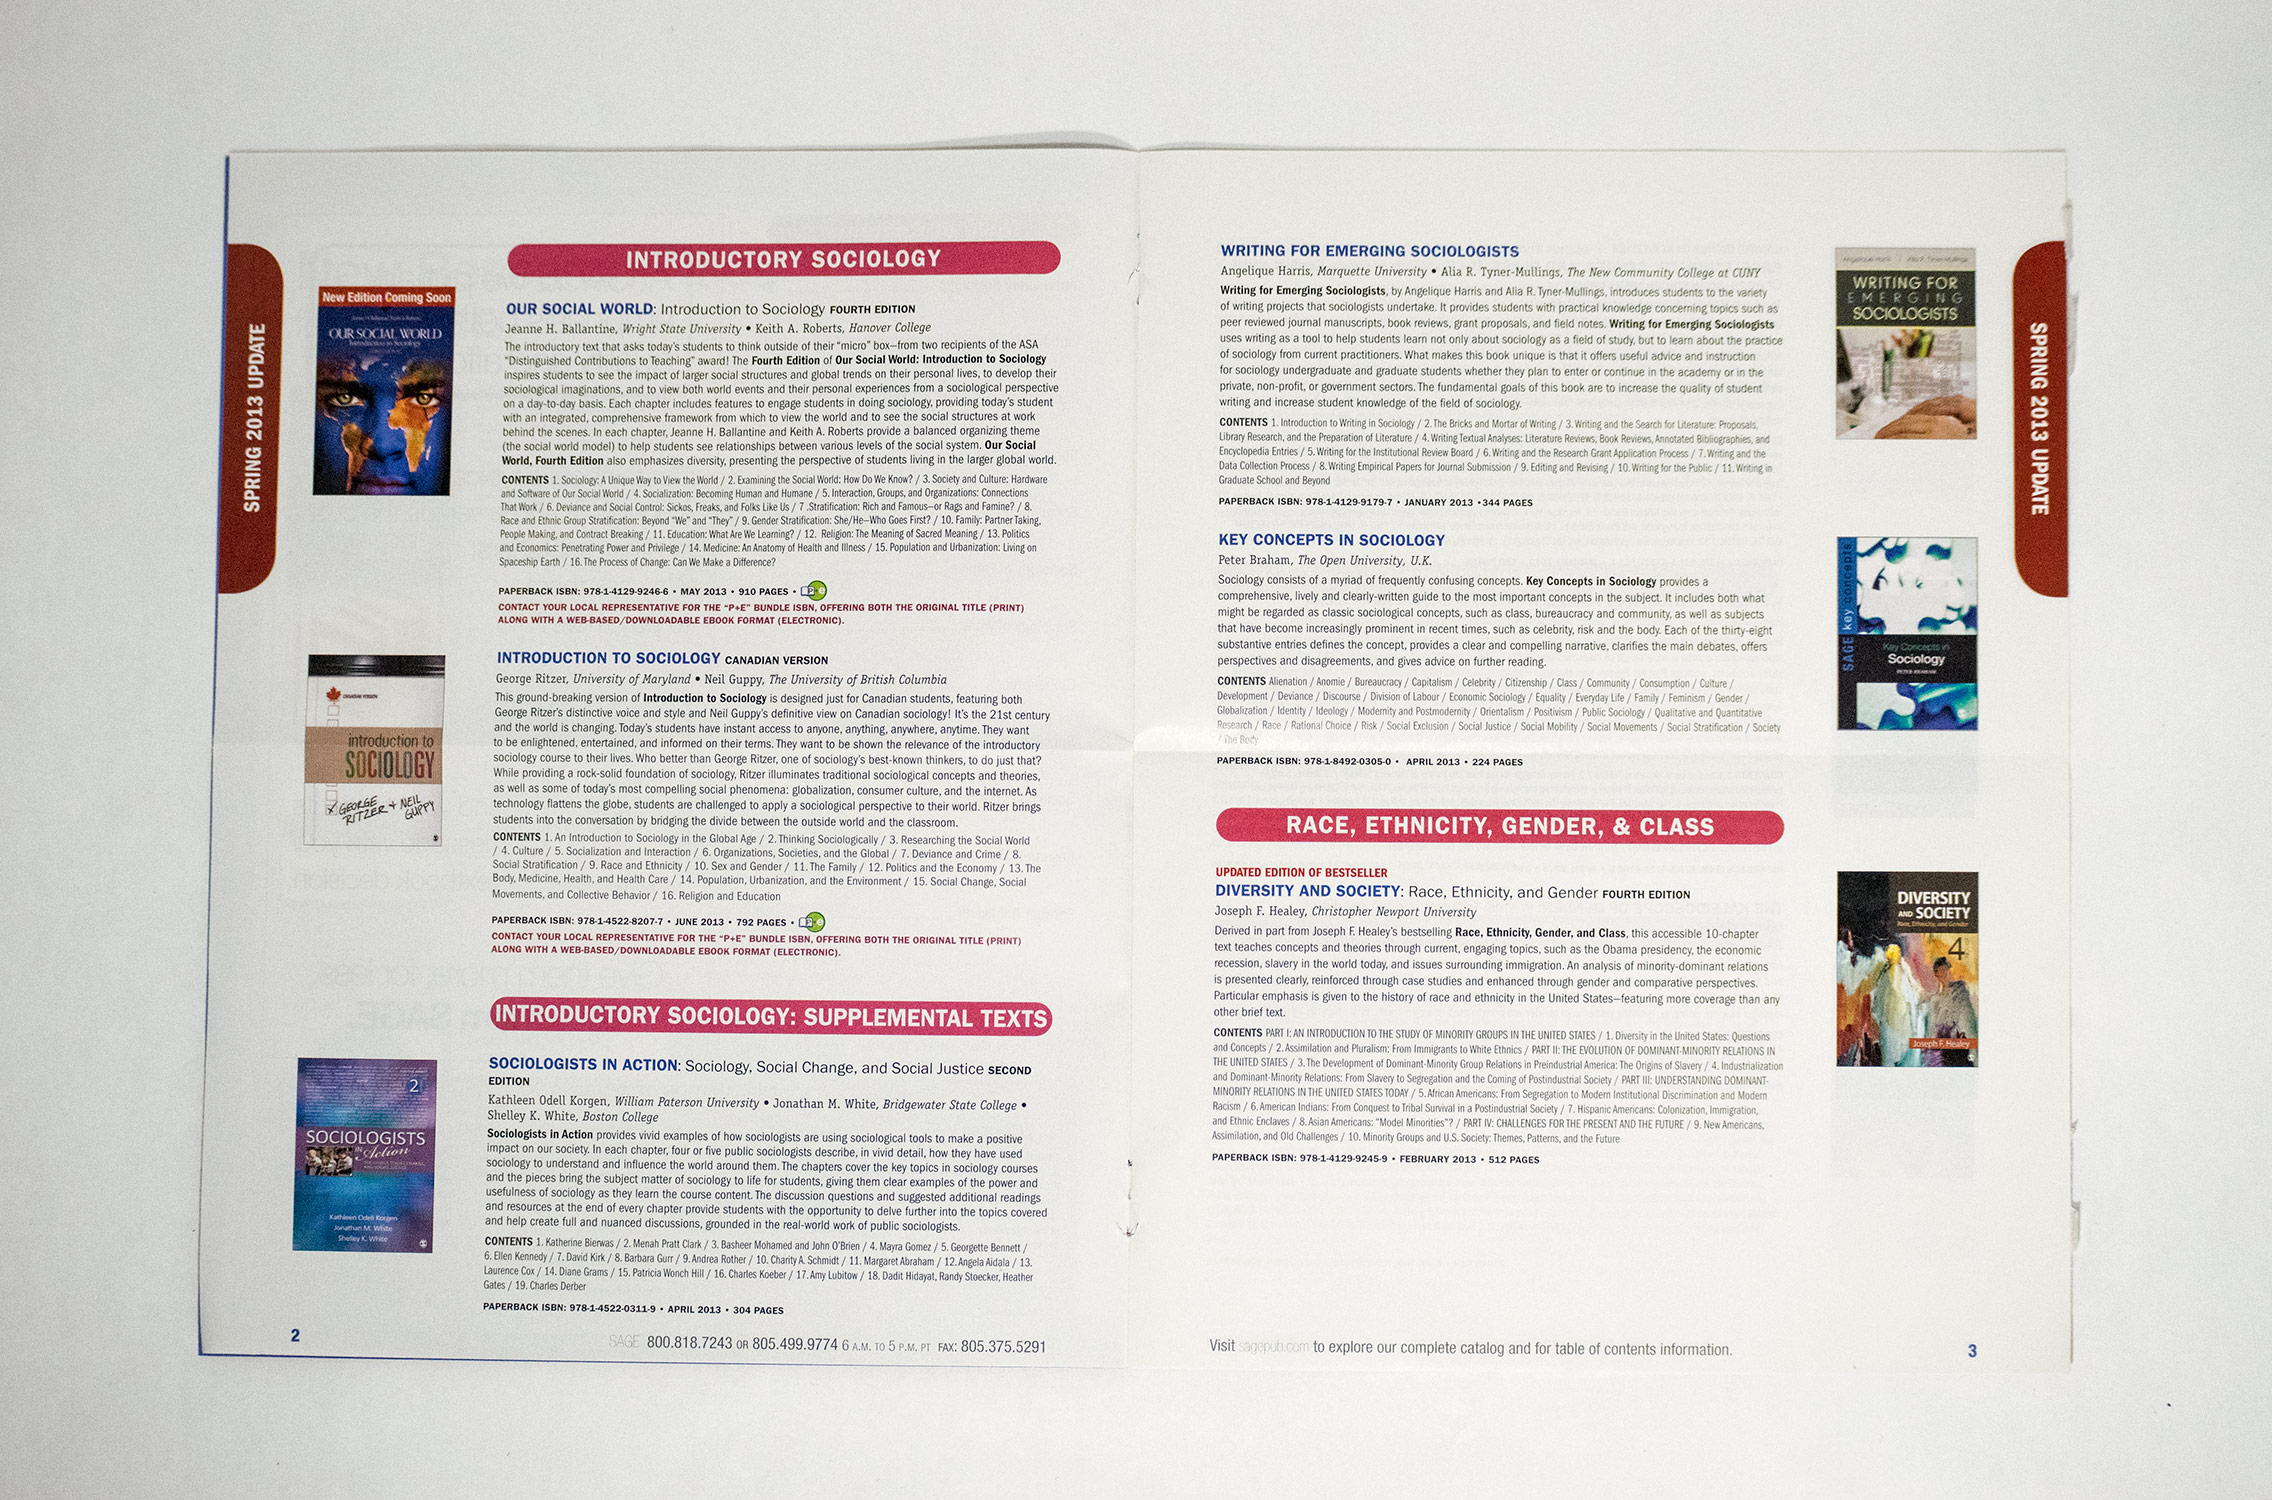 SPRING 2013 UPDATE
INTRODUCTORY SOCIOLOGY
New Edition Coming Soon
OUR SOCIAL WORLD
Introduction to Sociology
OUR SOCIAL WORLD: Introduction to Sociology FOURTH EDITION
Jeanne H. Ballantine, Wright State University • Keith A. Roberts, Hanover College
The introductory text that asks today's students to think outside of their "micro" box—from two recipients of the ASA
"Distinguished Contributions to Teaching" award! The Fourth Edition of Our Social World: Introduction to Sociology
inspires students to see the impact of larger social structures and global trends on their personal lives, to develop their
sociological imaginations, and to view both world events and their personal experiences from a sociological perspective
on a day-to-day basis. Each chapter includes features to engage students in doing sociology, providing today's student
with an integrated, comprehensive framework from which to view the world and to see the social structures at work
behind the scenes. In each chapter, Jeanne H. Ballantine and Keith A. Roberts provide a balanced organizing theme
(the social world model) to help students see relationships between various levels of the social system. Our Social
World, Fourth Edition also emphasizes diversity, presenting the perspective of students living in the larger global world.
CONTENTS 1. Sociology: A Unique Way to View the World / 2. Examining the Social World: How Do We Know? / 3. Society and Culture: Hardware
and Software of Our Social World / 4. Socialization: Becoming Human and Humane / 5. Interaction, Groups, and Organizations: Connections
That Work / 6. Deviance and Social Control: Sickos, Freaks, and Folks Like Us / 7 .Stratification: Rich and Famous—or Rags and Famine? / 8.
Race and Ethnic Group Stratification: Beyond "We" and "They" / 9. Gender Stratification: She/He—Who Goes First? / 10. Family: Partner Taking,
People Making, and Contract Breaking / 11. Education: What Are We Learning? / 12. Religion: The Meaning of Sacred Meaning / 13. Politics
and Economics: Penetrating Power and Privilege / 14. Medicine: An Anatomy of Health and Illness / 15. Population and Urbanization: Living on
Spaceship Earth / 16. The Process of Change: Can We Make a Difference?
PAPERBACK ISBN: 978-1-4129-9246-6 • MAY 2013 • 910 PAGES • P+e
CONTACT YOUR LOCAL REPRESENTATIVE FOR THE "P+E" BUNDLE ISBN, OFFERING BOTH THE ORIGINAL TITLE (PRINT)
ALONG WITH A WEB-BASED/DOWNLOADABLE EBOOK FORMAT (ELECTRONIC).
CANADIAN VERSION
introduction to
SOCIOLOGY
GEORGE RITZER + NEIL GUPPY
INTRODUCTION TO SOCIOLOGY CANADIAN VERSION
George Ritzer, University of Maryland • Neil Guppy, The University of British Columbia
This ground-breaking version of Introduction to Sociology is designed just for Canadian students, featuring both
George Ritzer's distinctive voice and style and Neil Guppy's definitive view on Canadian sociology! It's the 21st century
and the world is changing. Today's students have instant access to anyone, anything, anywhere, anytime. They want
to be enlightened, entertained, and informed on their terms. They want to be shown the relevance of the introductory
sociology course to their lives. Who better than George Ritzer, one of sociology's best-known thinkers, to do just that?
While providing a rock-solid foundation of sociology, Ritzer illuminates traditional sociological concepts and theories,
as well as some of today's most compelling social phenomena: globalization, consumer culture, and the internet. As
technology flattens the globe, students are challenged to apply a sociological perspective to their world. Ritzer brings
students into the conversation by bridging the divide between the outside world and the classroom.
CONTENTS 1. An Introduction to Sociology in the Global Age / 2. Thinking Sociologically / 3. Researching the Social World
/ 4. Culture / 5. Socialization and Interaction / 6. Organizations, Societies, and the Global / 7. Deviance and Crime / 8.
Social Stratification / 9. Race and Ethnicity / 10. Sex and Gender / 11. The Family / 12. Politics and the Economy / 13. The
Body, Medicine, Health, and Health Care / 14. Population, Urbanization, and the Environment / 15. Social Change, Social
Movements, and Collective Behavior / 16. Religion and Education
PAPERBACK ISBN: 978-1-4522-8207-7 • JUNE 2013 • 792 PAGES • P+e
CONTACT YOUR LOCAL REPRESENTATIVE FOR THE "P+E" BUNDLE ISBN, OFFERING BOTH THE ORIGINAL TITLE (PRINT)
ALONG WITH A WEB-BASED/DOWNLOADABLE EBOOK FORMAT (ELECTRONIC).
INTRODUCTORY SOCIOLOGY: SUPPLEMENTAL TEXTS
2
SOCIOLOGISTS
IN Action
Kathleen Odell Korgen
Jonathan M. White
Shelley K. White
SOCIOLOGISTS IN ACTION: Sociology, Social Change, and Social Justice SECOND
EDITION
Kathleen Odell Korgen, William Paterson University • Jonathan M. White, Bridgewater State College •
Shelley K. White, Boston College
Sociologists in Action provides vivid examples of how sociologists are using sociological tools to make a positive
impact on our society. In each chapter, four or five public sociologists describe, in vivid detail, how they have used
sociology to understand and influence the world around them. The chapters cover the key topics in sociology courses
and the pieces bring the subject matter of sociology to life for students, giving them clear examples of the power and
usefulness of sociology as they learn the course content. The discussion questions and suggested additional readings
and resources at the end of every chapter provide students with the opportunity to delve further into the topics covered
and help create full and nuanced discussions, grounded in the real-world work of public sociologists.
CONTENTS 1. Katherine Bierwas / 2. Menah Pratt Clark / 3. Basheer Mohamed and John O'Brien / 4. Mayra Gomez / 5. Georgette Bennett /
6. Ellen Kennedy / 7. David Kirk / 8. Barbara Gurr / 9. Andrea Rother / 10. Charity A. Schmidt / 11. Margaret Abraham / 12. Angela Aidala / 13.
Laurence Cox / 14. Diane Grams / 15. Patricia Wonch Hill / 16. Charles Koeber / 17. Amy Lubitow / 18. Dadit Hidayat, Randy Stoecker, Heather
Gates / 19. Charles Derber
PAPERBACK ISBN: 978-1-4522-0311-9 • APRIL 2013 • 304 PAGES
2
SAGE 800.818.7243 OR 805.499.9774 6 A.M. TO 5 P.M. PT FAX: 805.375.5291
WRITING FOR EMERGING SOCIOLOGISTS
Angelique Harris, Marquette University • Alia R. Tyner-Mullings, The New Community College at CUNY
Writing for Emerging Sociologists, by Angelique Harris and Alia R. Tyner-Mullings, introduces students to the variety
of writing projects that sociologists undertake. It provides students with practical knowledge concerning topics such as
peer reviewed journal manuscripts, book reviews, grant proposals, and field notes. Writing for Emerging Sociologists
uses writing as a tool to help students learn not only about sociology as a field of study, but to learn about the practice
of sociology from current practitioners. What makes this book unique is that it offers useful advice and instruction
for sociology undergraduate and graduate students whether they plan to enter or continue in the academy or in the
private, non-profit, or government sectors. The fundamental goals of this book are to increase the quality of student
writing and increase student knowledge of the field of sociology.
CONTENTS 1. Introduction to Writing in Sociology / 2. The Bricks and Mortar of Writing / 3. Writing and the Search for Literature: Proposals,
Library Research, and the Preparation of Literature / 4. Writing Textual Analyses: Literature Reviews, Book Reviews, Annotated Bibliographies, and
Encyclopedia Entries / 5. Writing for the Institutional Review Board / 6. Writing and the Research Grant Application Process / 7. Writing and the
Data Collection Process / 8. Writing Empirical Papers for Journal Submission / 9. Editing and Revising / 10. Writing for the Public / 11. Writing in
Graduate School and Beyond
PAPERBACK ISBN: 978-1-4129-9179-7 • JANUARY 2013 •344 PAGES
Angelique Harris Alia R. Tyner-Mullings
WRITING FOR
EMERGING
SOCIOLOGISTS
SPRING 2013 UPDATE
KEY CONCEPTS IN SOCIOLOGY
Peter Braham, The Open University, U.K.
Sociology consists of a myriad of frequently confusing concepts. Key Concepts in Sociology provides a
comprehensive, lively and clearly-written guide to the most important concepts in the subject. It includes both what
might be regarded as classic sociological concepts, such as class, bureaucracy and community, as well as subjects
that have become increasingly prominent in recent times, such as celebrity, risk and the body. Each of the thirty-eight
substantive entries defines the concept, provides a clear and compelling narrative, clarifies the main debates, offers
perspectives and disagreements, and gives advice on further reading.
CONTENTS Alienation / Anomie / Bureaucracy / Capitalism / Celebrity / Citizenship / Class / Community / Consumption / Culture /
Development / Deviance / Discourse / Division of Labour / Economic Sociology / Equality / Everyday Life / Family / Feminism / Gender /
Globalization / Identity / Ideology / Modernity and Postmodernity / Orientalism / Positivism / Public Sociology / Qualitative and Quantitative
Research / Race / Rational Choice / Risk / Social Exclusion / Social Justice / Social Mobility / Social Movements / Social Stratification / Society
/ The Body
PAPERBACK ISBN: 978-1-8492-0305-0 • APRIL 2013 • 224 PAGES
SAGE key concepts
Key Concepts in
Sociology
PETER BRAHAM
RACE, ETHNICITY, GENDER, & CLASS
UPDATED EDITION OF BESTSELLER
DIVERSITY AND SOCIETY: Race, Ethnicity, and Gender FOURTH EDITION
Joseph F. Healey, Christopher Newport University
Derived in part from Joseph F. Healey's bestselling Race, Ethnicity, Gender, and Class, this accessible 10-chapter
text teaches concepts and theories through current, engaging topics, such as the Obama presidency, the economic
recession, slavery in the world today, and issues surrounding immigration. An analysis of minority-dominant relations
is presented clearly, reinforced through case studies and enhanced through gender and comparative perspectives.
Particular emphasis is given to the history of race and ethnicity in the United States—featuring more coverage than any
other brief text.
CONTENTS PART I: AN INTRODUCTION TO THE STUDY OF MINORITY GROUPS IN THE UNITED STATES / 1. Diversity in the United States: Questions
and Concepts / 2. Assimilation and Pluralism: From Immigrants to White Ethnics / PART II: THE EVOLUTION OF DOMINANT-MINORITY RELATIONS IN
THE UNITED STATES / 3. The Development of Dominant-Minority Group Relations in Preindustrial America: The Origins of Slavery / 4. Industrialization
and Dominant-Minority Relations: From Slavery to Segregation and the Coming of Postindustrial Society / PART III: UNDERSTANDING DOMINANT-
MINORITY RELATIONS IN THE UNITED STATES TODAY / 5. African Americans: From Segregation to Modern Institutional Discrimination and Modern
Racism / 6. American Indians: From Conquest to Tribal Survival in a Postindustrial Society / 7. Hispanic Americans: Colonization, Immigration,
and Ethnic Enclaves / 8. Asian Americans: "Model Minorities"? / PART IV: CHALLENGES FOR THE PRESENT AND THE FUTURE / 9. New Americans,
Assimilation, and Old Challenges / 10. Minority Groups and U.S. Society: Themes, Patterns, and the Future
PAPERBACK ISBN: 978-1-4129-9245-9 • FEBRUARY 2013 • 512 PAGES
DIVERSITY
AND SOCIETY
Race, Ethnicity, and Gender
4
Joseph F. Healey
Visit sagepub.com to explore our complete catalog and for table of contents information.
3